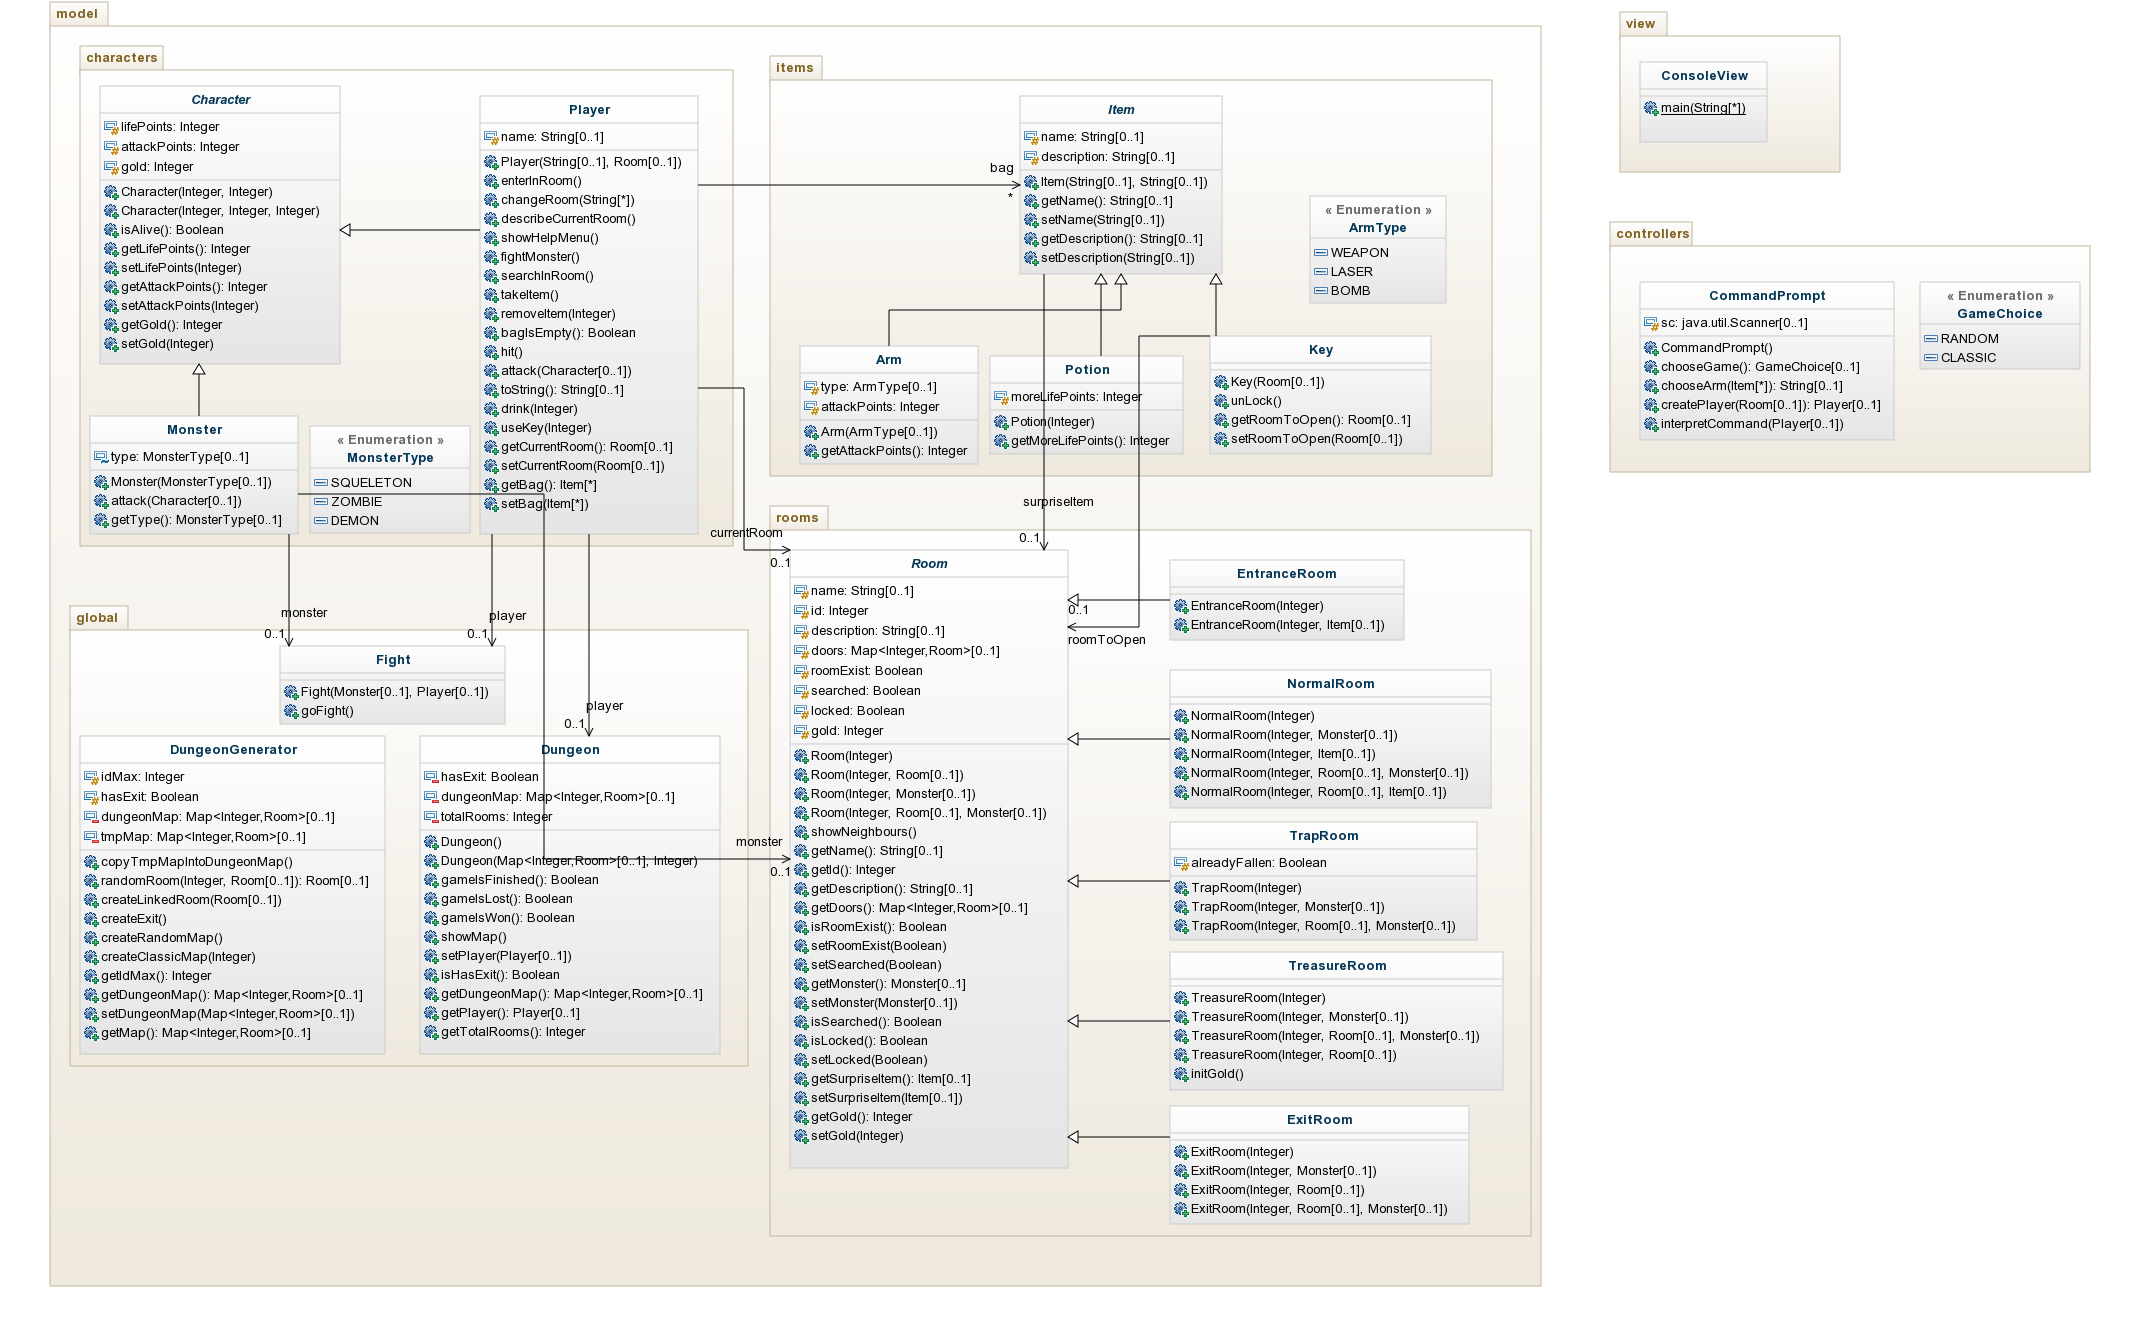 model
characters
Character
lifePoints: Integer
attackPoints: Integer
gold: Integer
Character(Integer, Integer)
Character(Integer, Integer, Integer)
isAlive(): Boolean
getLifePoints(): Integer
setLifePoints(Integer)
getAttackPoints(): Integer
setAttackPoints(Integer)
getGold(): Integer
setGold(Integer)
Player
name: String[0..1]
Player(String[0..1], Room[0..1])
enterInRoom()
changeRoom(String[*])
describeCurrentRoom()
showHelpMenu()
fightMonster()
searchInRoom()
takeItem()
removeItem(Integer)
bagIsEmpty(): Boolean
hit()
attack(Character[0..1])
toString(): String[0..1]
drink(Integer)
useKey(Integer)
getCurrentRoom(): Room[0..1]
setCurrentRoom(Room[0..1])
getBag(): Item[*]
setBag(Item[*])
Monster
type: MonsterType[0..1]
Monster(MonsterType[0..1])
attack(Character[0..1])
getType(): MonsterType[0..1]
« Enumeration »
MonsterType
SQUELETON
ZOMBIE
DEMON
items
bag
*
Item
name: String[0..1]
description: String[0..1]
Item(String[0..1], String[0..1])
getName(): String[0..1]
setName(String[0..1])
getDescription(): String[0..1]
setDescription(String[0..1])
« Enumeration »
ArmType
WEAPON
LASER
BOMB
Arm
type: ArmType[0..1]
attackPoints: Integer
Arm(ArmType[0..1])
getAttackPoints(): Integer
Potion
moreLifePoints: Integer
Potion(Integer)
getMoreLifePoints(): Integer
Key
Key(Room[0..1])
unLock()
getRoomToOpen(): Room[0..1]
setRoomToOpen(Room[0..1])
view
ConsoleView
main(String[*])
controllers
CommandPrompt
sc: java.util.Scanner[0..1]
CommandPrompt()
chooseGame(): GameChoice[0..1]
chooseArm(Item[*]): String[0..1]
createPlayer(Room[0..1]): Player[0..1]
interpretCommand(Player[0..1])
« Enumeration »
GameChoice
RANDOM
CLASSIC
surpriseItem
0..1
currentRoom
0..1
monster
0..1
player
0..1
player
0..1
monster
0..1
0..1
roomToOpen
global
Fight
Fight(Monster[0..1], Player[0..1])
goFight()
DungeonGenerator
idMax: Integer
hasExit: Boolean
dungeonMap: Map<Integer,Room>[0..1]
tmpMap: Map<Integer,Room>[0..1]
copyTmpMapIntoDungeonMap()
randomRoom(Integer, Room[0..1]): Room[0..1]
createLinkedRoom(Room[0..1])
createExit()
createRandomMap()
createClassicMap(Integer)
getIdMax(): Integer
getDungeonMap(): Map<Integer,Room>[0..1]
setDungeonMap(Map<Integer,Room>[0..1])
getMap(): Map<Integer,Room>[0..1]
Dungeon
hasExit: Boolean
dungeonMap: Map<Integer,Room>[0..1]
totalRooms: Integer
Dungeon()
Dungeon(Map<Integer,Room>[0..1], Integer)
gameIsFinished(): Boolean
gameIsLost(): Boolean
gameIsWon(): Boolean
showMap()
setPlayer(Player[0..1])
isHasExit(): Boolean
getDungeonMap(): Map<Integer,Room>[0..1]
getPlayer(): Player[0..1]
getTotalRooms(): Integer
rooms
Room
name: String[0..1]
id: Integer
description: String[0..1]
doors: Map<Integer,Room>[0..1]
roomExist: Boolean
searched: Boolean
locked: Boolean
gold: Integer
Room(Integer)
Room(Integer, Room[0..1])
Room(Integer, Monster[0..1])
Room(Integer, Room[0..1], Monster[0..1])
showNeighbours()
getName(): String[0..1]
getId(): Integer
getDescription(): String[0..1]
getDoors(): Map<Integer,Room>[0..1]
isRoomExist(): Boolean
setRoomExist(Boolean)
setSearched(Boolean)
getMonster(): Monster[0..1]
setMonster(Monster[0..1])
isSearched(): Boolean
isLocked(): Boolean
setLocked(Boolean)
getSurpriseItem(): Item[0..1]
setSurpriseItem(Item[0..1])
getGold(): Integer
setGold(Integer)
EntranceRoom
EntranceRoom(Integer)
EntranceRoom(Integer, Item[0..1])
NormalRoom
NormalRoom(Integer)
NormalRoom(Integer, Monster[0..1])
NormalRoom(Integer, Item[0..1])
NormalRoom(Integer, Room[0..1], Monster[0..1])
NormalRoom(Integer, Room[0..1], Item[0..1])
TrapRoom
alreadyFallen: Boolean
TrapRoom(Integer)
TrapRoom(Integer, Monster[0..1])
TrapRoom(Integer, Room[0..1], Monster[0..1])
TreasureRoom
TreasureRoom(Integer)
TreasureRoom(Integer, Monster[0..1])
TreasureRoom(Integer, Room[0..1], Monster[0..1])
TreasureRoom(Integer, Room[0..1])
initGold()
ExitRoom
ExitRoom(Integer)
ExitRoom(Integer, Monster[0..1])
ExitRoom(Integer, Room[0..1])
ExitRoom(Integer, Room[0..1], Monster[0..1])